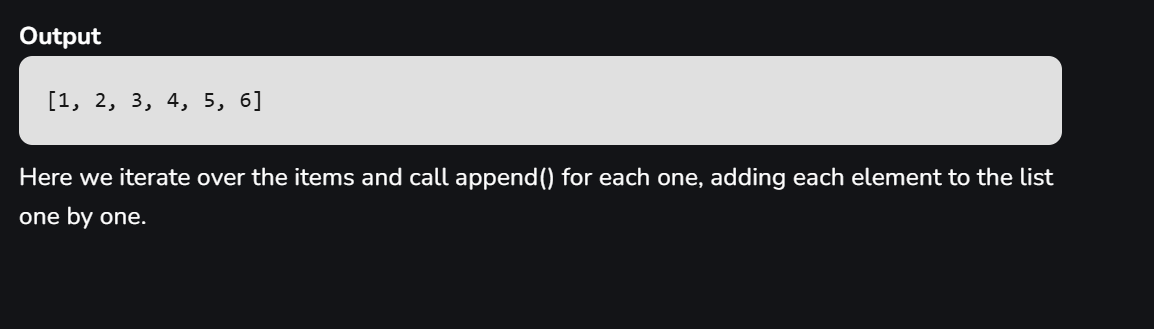 Output
[1, 2, 3, 4, 5, 6]
Here we iterate over the items and call append() for each one, adding each element to the list
one by one.